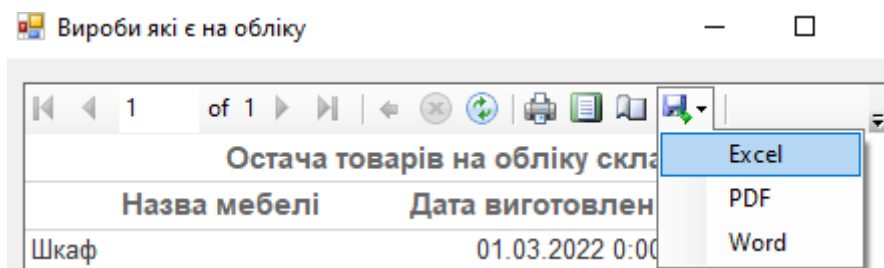 Вироби які є на обліку
1 of 1
Остача товарів на обліку скла
Excel
Назва мебелі Дата виготовлен
PDF
Шкаф 01.03.2022 0:00
Word